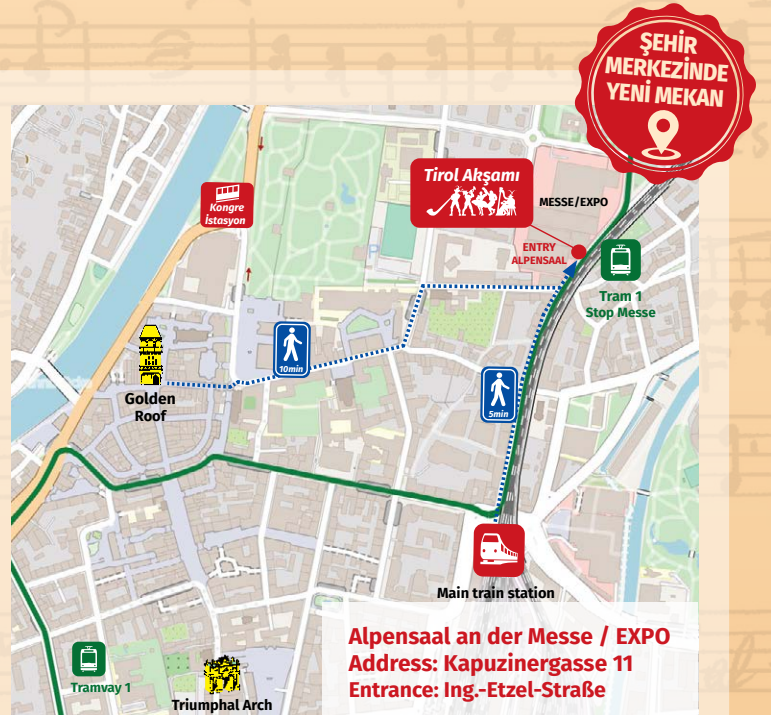 ŞEHİR
MERKEZİNDE
YENİ MEKAN
Tirol Akşamı
MESSE/EXPO
Kongre
İstasyon
ENTRY
ALPENSAAL
Tram 1
Stop Messe
10min
Golden
Roof
5min
Main train station
Alpensaal an der Messe / EXPO
Address: Kapuzinergasse 11
Entrance: Ing.-Etzel-Straße
Tramvay 1
Triumphal Arch